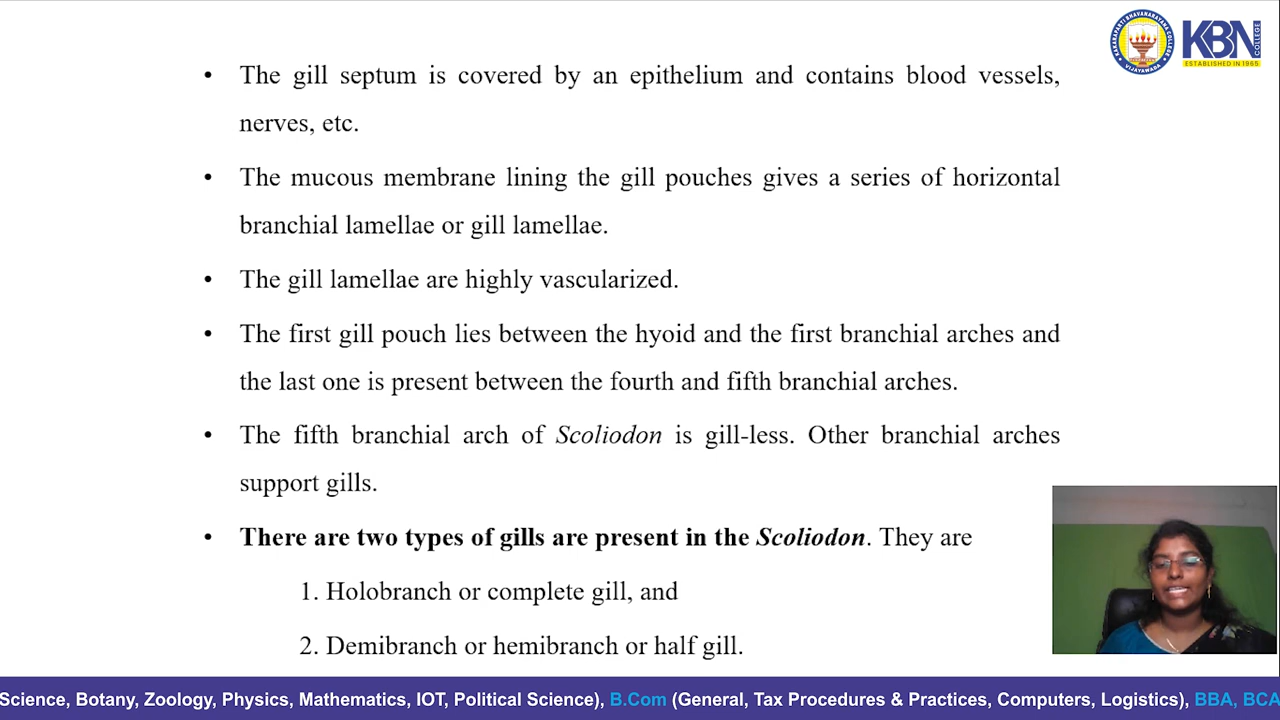 KAKARAPARTI BHAVANARAYANA COLLEGE
VIJAYAWADA
KBN
COLLEGE
ESTABLISHED IN 1965
• The gill septum is covered by an epithelium and contains blood vessels,
nerves, etc.
• The mucous membrane lining the gill pouches gives a series of horizontal
branchial lamellae or gill lamellae.
• The gill lamellae are highly vascularized.
• The first gill pouch lies between the hyoid and the first branchial arches and
the last one is present between the fourth and fifth branchial arches.
• The fifth branchial arch of Scoliodon is gill-less. Other branchial arches
support gills.
• There are two types of gills are present in the Scoliodon. They are
1. Holobranch or complete gill, and
2. Demibranch or hemibranch or half gill.
Science, Botany, Zoology, Physics, Mathematics, IOT, Political Science), B.Com (General, Tax Procedures & Practices, Computers, Logistics), BBA, BCA